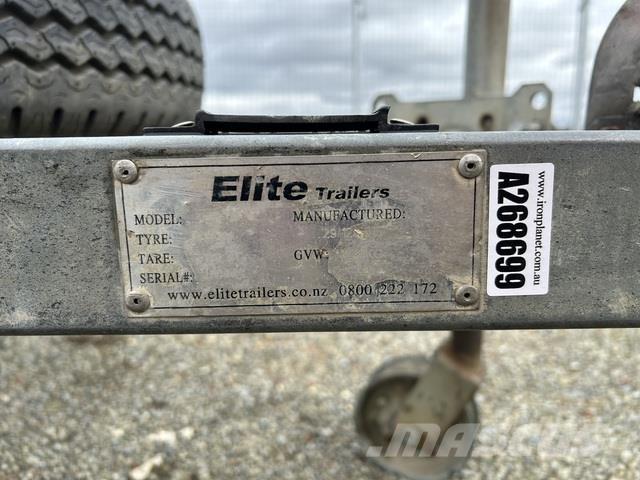 Elite Trailers
MODEL: MANUFACTURED:
TYRE:
TARE: GVW:
SERIAL#:
www.elitetrailers.co.nz 0800 222 172
www.ironplanet.com.au
A268699
MASCUS